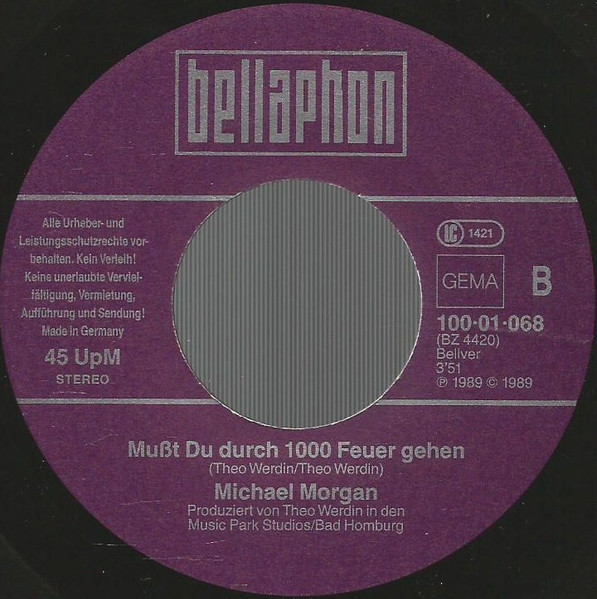 bellaphon
Alle Urheber- und
Leistungsschutzrechte vor-
behalten. Kein Verleih!
Keine unerlaubte Verviel-
fältigung, Vermietung,
Aufführung und Sendung!
Made in Germany
45 UpM
STEREO
LC 1421
GEMA
B
100·01·068
(BZ 4420)
Bellver
3'51
℗ 1989 © 1989
Mußt Du durch 1000 Feuer gehen
(Theo Werdin/Theo Werdin)
Michael Morgan
Produziert von Theo Werdin in den
Music Park Studios/Bad Homburg